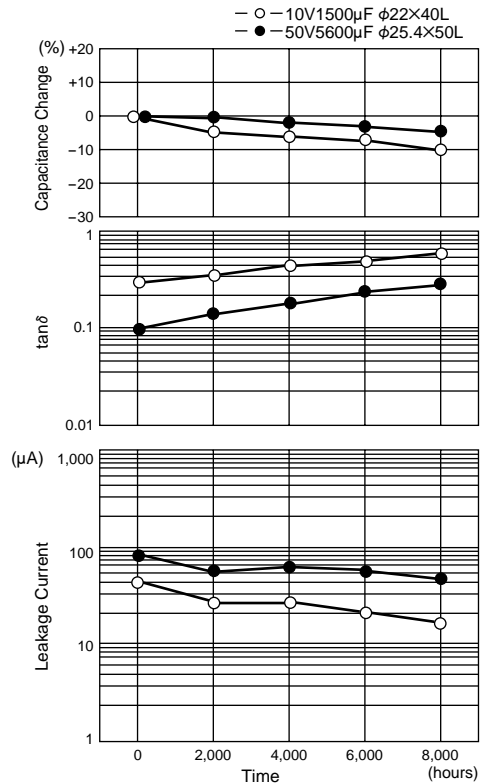 10V1500µF ϕ22×40L
50V5600µF ϕ25.4×50L
(%)
+20
+10
0
−10
−20
−30
Capacitance Change
1
0.1
0.01
tanδ
(µA)
1,000
100
10
1
Leakage Current
0 2,000 4,000 6,000 8,000
Time (hours)